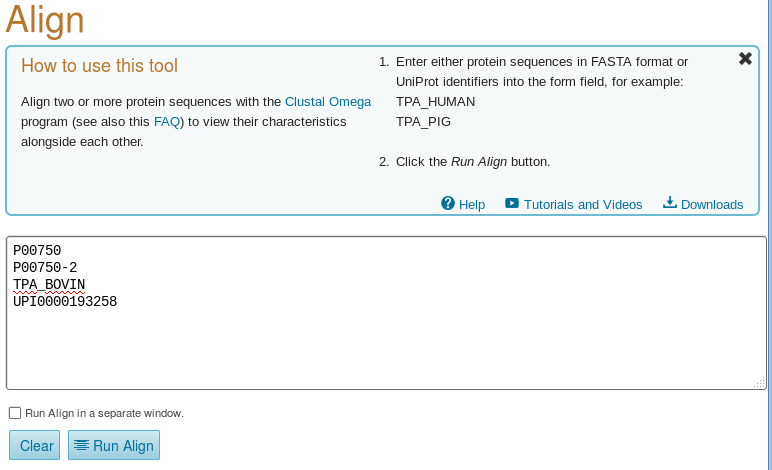 Align
How to use this tool
Align two or more protein sequences with the Clustal Omega
program (see also this FAQ) to view their characteristics
alongside each other.
1. Enter either protein sequences in FASTA format or
UniProt identifiers into the form field, for example:
TPA_HUMAN
TPA_PIG
2. Click the Run Align button.
Help Tutorials and Videos Downloads
P00750
P00750-2
TPA_BOVIN
UPI0000193258
Run Align in a separate window.
Clear Run Align